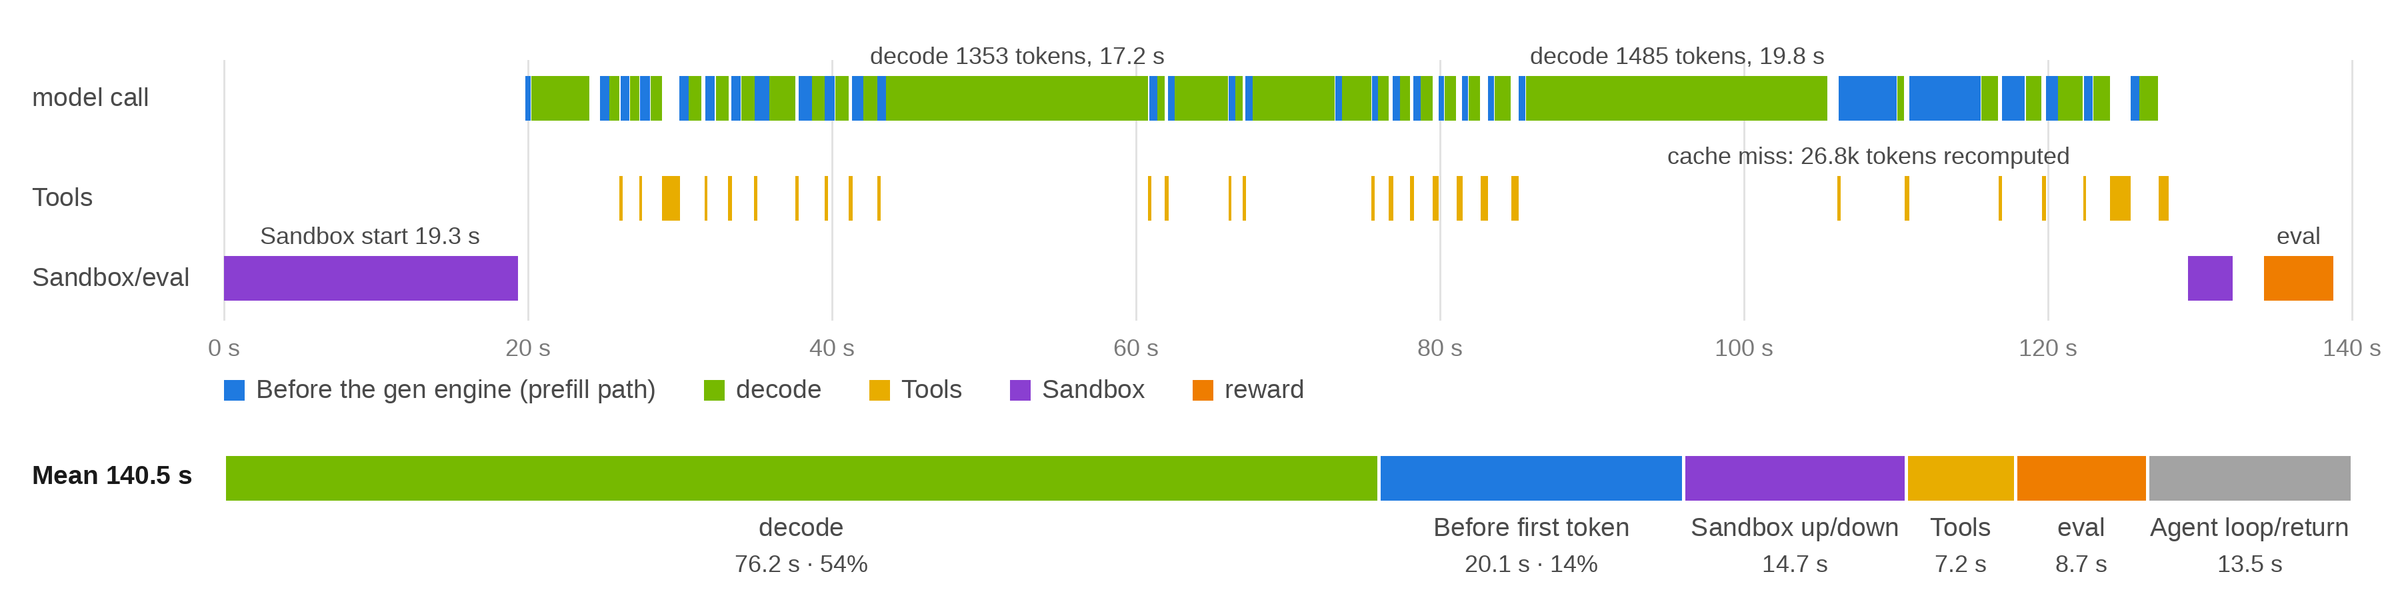 decode 1353 tokens, 17.2 s
decode 1485 tokens, 19.8 s
model call
cache miss: 26.8k tokens recomputed
Tools
Sandbox start 19.3 s
eval
Sandbox/eval
0 s
20 s
40 s
60 s
80 s
100 s
120 s
140 s
Before the gen engine (prefill path)
decode
Tools
Sandbox
reward
Mean 140.5 s
decode
76.2 s · 54%
Before first token
20.1 s · 14%
Sandbox up/down
14.7 s
Tools
7.2 s
eval
8.7 s
Agent loop/return
13.5 s